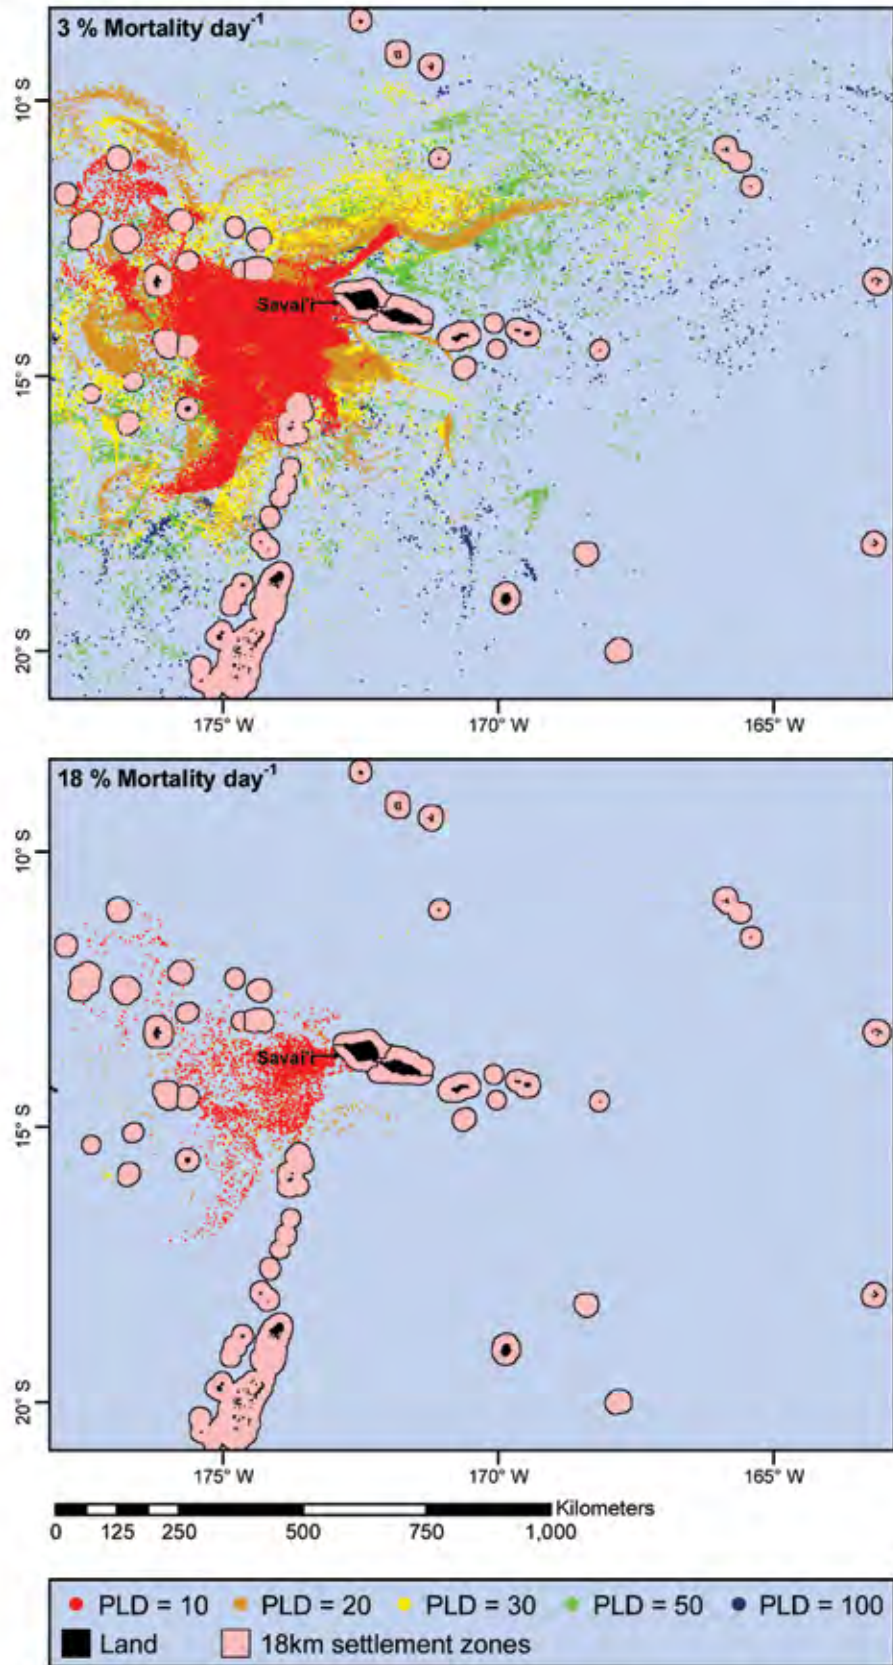 3 % Mortality day-1
10° S
Savai'i
15° S
20° S
175° W 170° W 165° W
18 % Mortality day-1
10° S
Savai'i
15° S
20° S
175° W 170° W 165° W
Kilometers
0 125 250 500 750 1,000
PLD = 10 PLD = 20 PLD = 30 PLD = 50 PLD = 100
Land 18km settlement zones